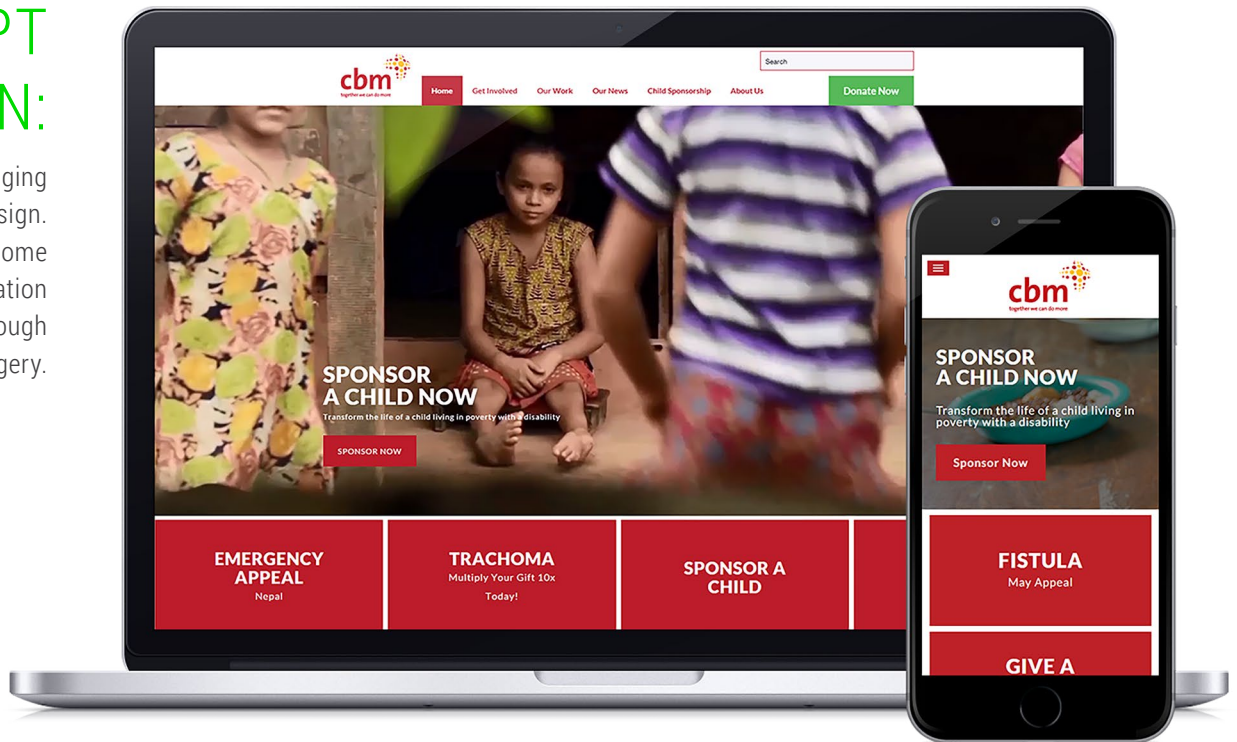 PT
N:
ging
sign.
ome
ation
ough
gery.
cbm
together we can do more
Search
Home Get Involved Our Work Our News Child Sponsorship About Us Donate Now
SPONSOR
A CHILD NOW
Transform the life of a child living in poverty with a disability
SPONSOR NOW
EMERGENCY
APPEAL
Nepal
TRACHOMA
Multiply Your Gift 10x
Today!
SPONSOR A
CHILD
cbm
together we can do more
SPONSOR
A CHILD NOW
Transform the life of a child living in
poverty with a disability
Sponsor Now
FISTULA
May Appeal
GIVE A